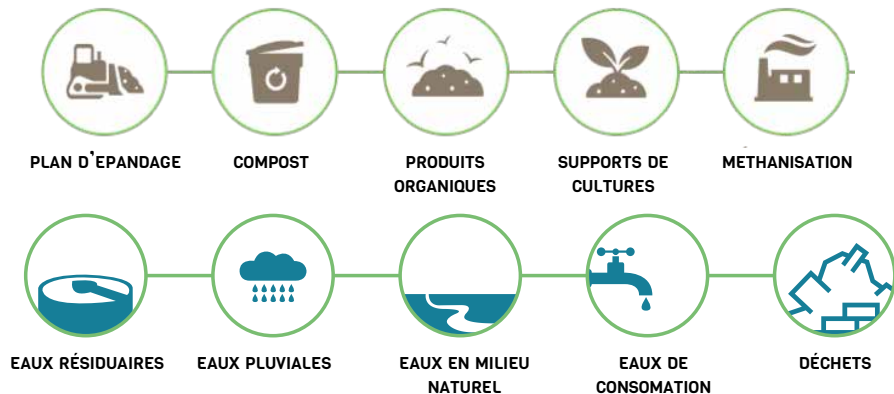 PLAN D'EPANDAGE
COMPOST
PRODUITS
ORGANIQUES
SUPPORTS DE
CULTURES
METHANISATION
EAUX RÉSIDUAIRES
EAUX PLUVIALES
EAUX EN MILIEU
NATUREL
EAUX DE
CONSOMATION
DÉCHETS